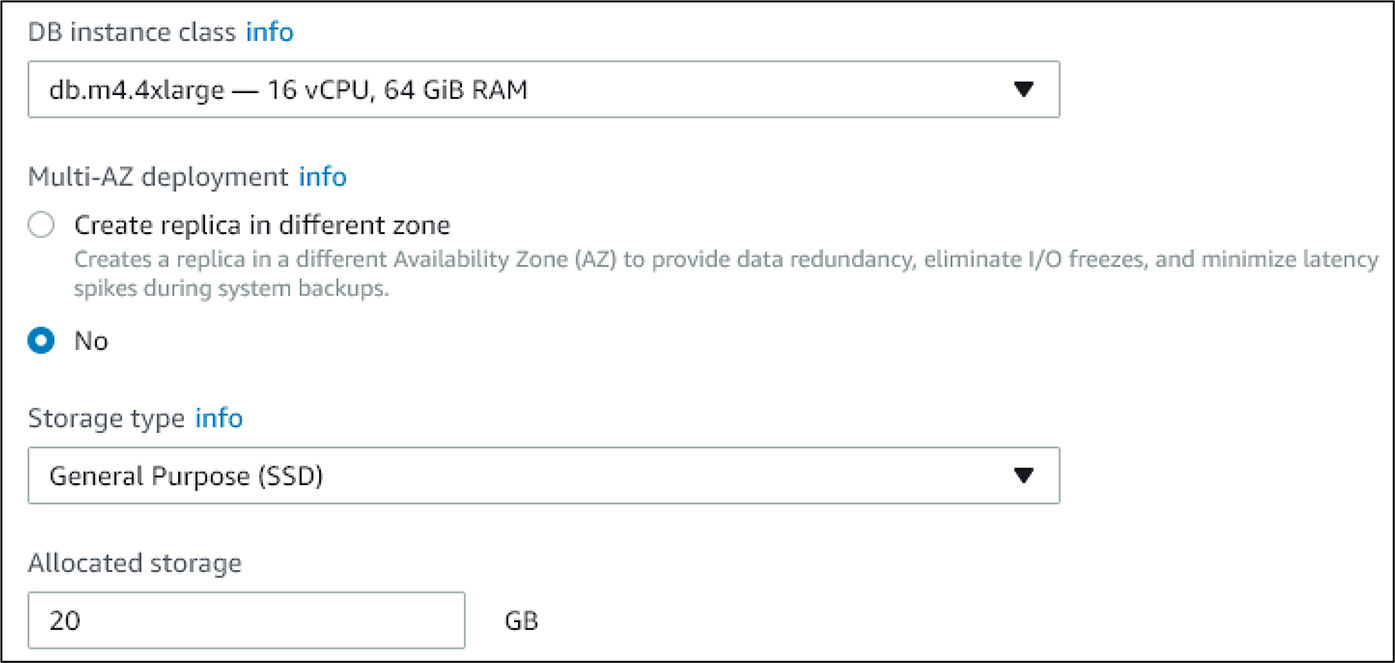 DB instance class info
db.m4.4xlarge — 16 vCPU, 64 GiB RAM
Multi-AZ deployment info
Create replica in different zone
Creates a replica in a different Availability Zone (AZ) to provide data redundancy, eliminate I/O freezes, and minimize latency
spikes during system backups.
No
Storage type info
General Purpose (SSD)
Allocated storage
20 GB